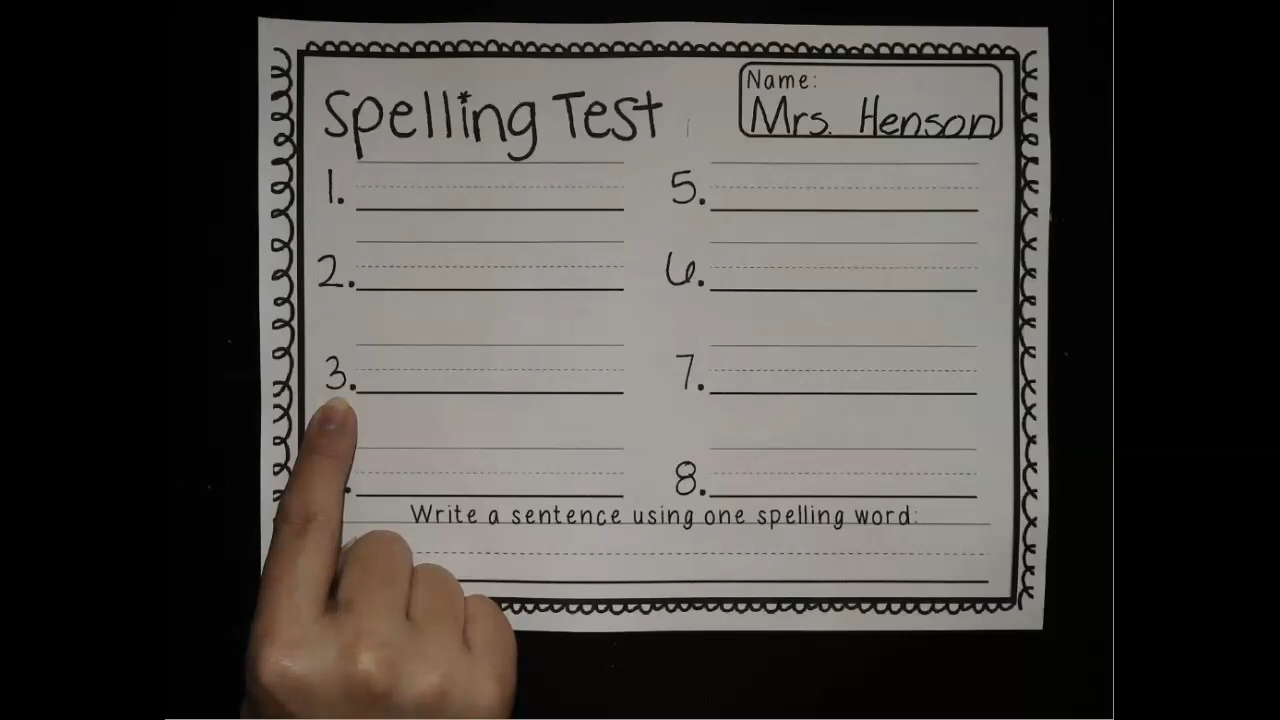 Spelling Test
Name:
Mrs. Henson
1.
2.
3.
.
5.
6.
7.
8.
Write a sentence using one spelling word: